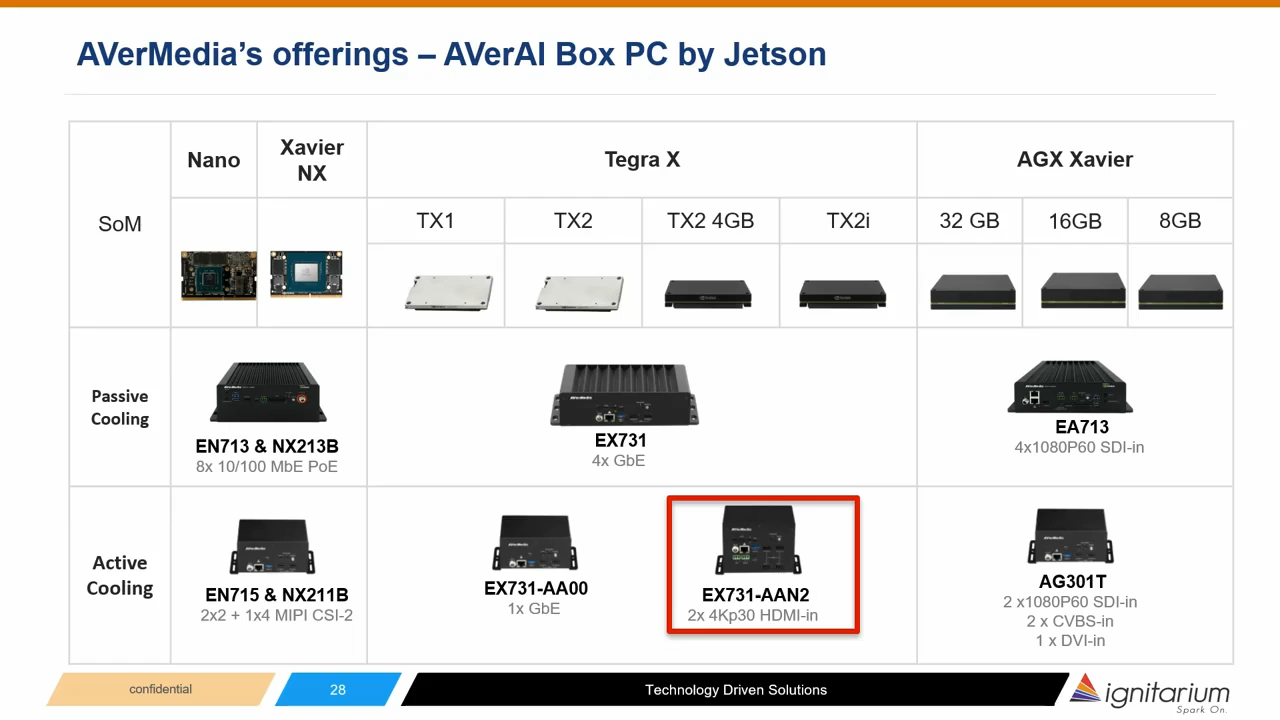 AVerMedia’s offerings – AVerAI Box PC by Jetson
SoM
Nano
Xavier
NX
Tegra X
AGX Xavier
TX1
TX2
TX2 4GB
TX2i
32 GB
16GB
8GB
Passive
Cooling
EN713 & NX213B
8x 10/100 MbE PoE
EX731
4x GbE
EA713
4x1080P60 SDI-in
Active
Cooling
EN715 & NX211B
2x2 + 1x4 MIPI CSI-2
EX731-AA00
1x GbE
EX731-AAN2
2x 4Kp30 HDMI-in
AG301T
2 x1080P60 SDI-in
2 x CVBS-in
1 x DVI-in
confidential
28
Technology Driven Solutions
ignitarium
Spark On.